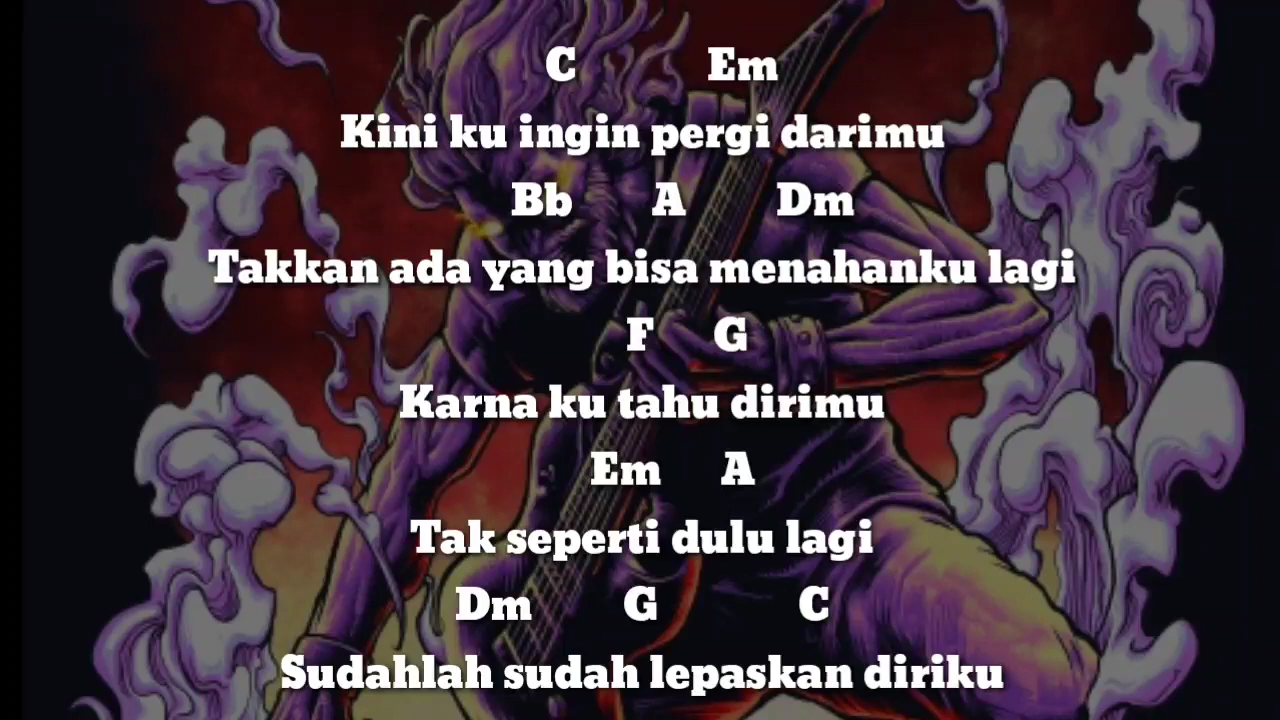 C Em
Kini ku ingin pergi darimu
Bb A Dm
Takkan ada yang bisa menahanku lagi
F G
Karna ku tahu dirimu
Em A
Tak seperti dulu lagi
Dm G C
Sudahlah sudah lepaskan diriku